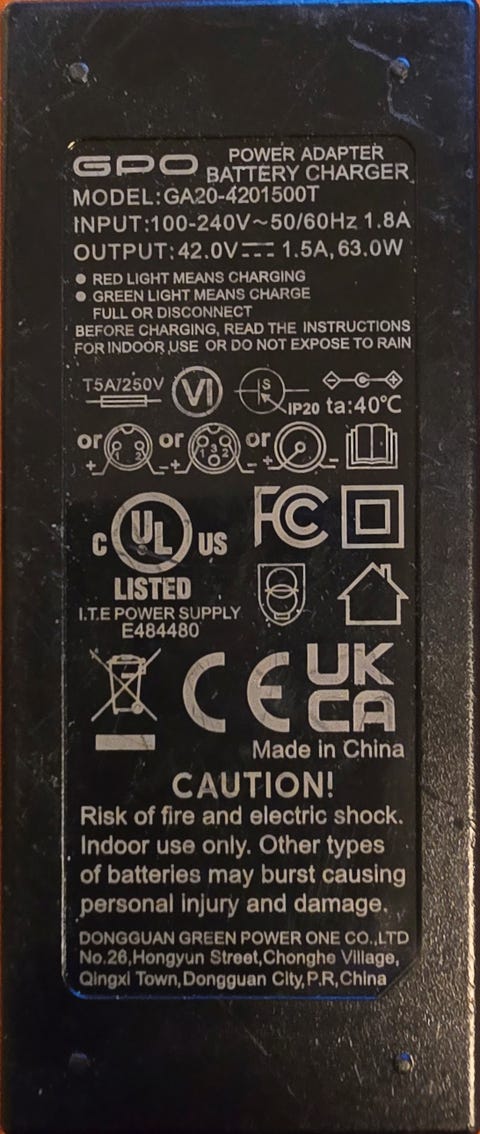 GPO POWER ADAPTER
BATTERY CHARGER
MODEL:GA20-4201500T
INPUT:100-240V~50/60Hz 1.8A
OUTPUT:42.0V⎓1.5A,63.0W
● RED LIGHT MEANS CHARGING
● GREEN LIGHT MEANS CHARGE
FULL OR DISCONNECT
BEFORE CHARGING, READ THE INSTRUCTIONS
FOR INDOOR USE OR DO NOT EXPOSE TO RAIN
T5A/250V VI S IP20 ta:40℃
or + 1 2 - or + 1 3 2 - or + -
C UL US FC
LISTED
I.T.E POWER SUPPLY
E484480
CE UK
CA
Made in China
CAUTION!
Risk of fire and electric shock.
Indoor use only. Other types
of batteries may burst causing
personal injury and damage.
DONGGUAN GREEN POWER ONE CO.,LTD
No.26,Hongyun Street,Chonghe Village,
Qingxi Town,Dongguan City,P.R,China